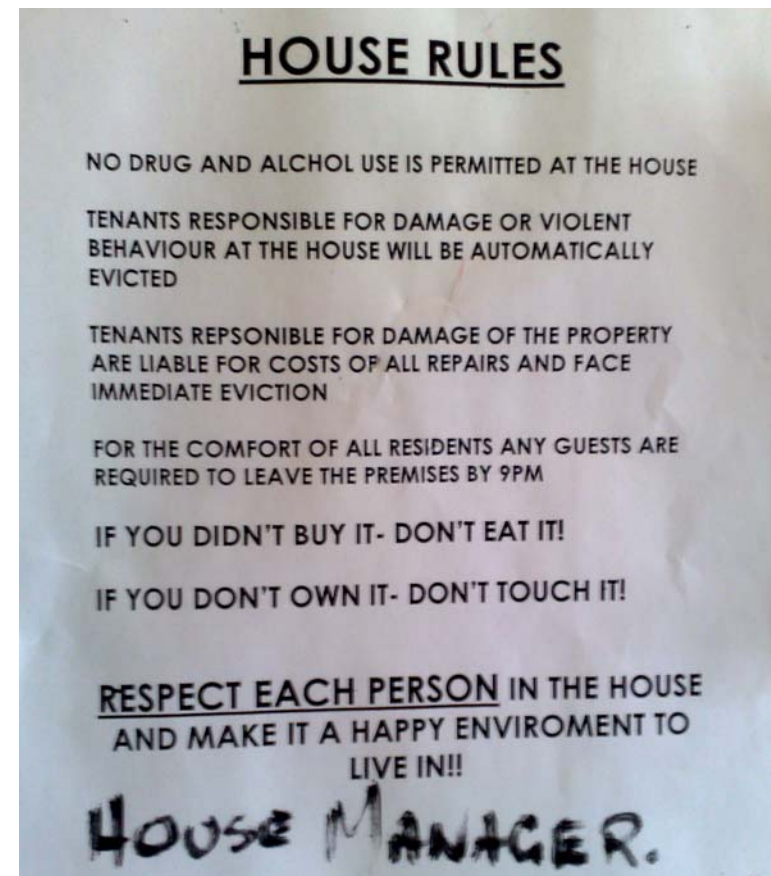 HOUSE RULES
NO DRUG AND ALCHOL USE IS PERMITTED AT THE HOUSE
TENANTS RESPONSIBLE FOR DAMAGE OR VIOLENT
BEHAVIOUR AT THE HOUSE WILL BE AUTOMATICALLY
EVICTED
TENANTS REPSONIBLE FOR DAMAGE OF THE PROPERTY
ARE LIABLE FOR COSTS OF ALL REPAIRS AND FACE
IMMEDIATE EVICTION
FOR THE COMFORT OF ALL RESIDENTS ANY GUESTS ARE
REQUIRED TO LEAVE THE PREMISES BY 9PM
IF YOU DIDN'T BUY IT- DON'T EAT IT!
IF YOU DON'T OWN IT- DON'T TOUCH IT!
RESPECT EACH PERSON IN THE HOUSE
AND MAKE IT A HAPPY ENVIROMENT TO
LIVE IN!!
HOUSE MANAGER.